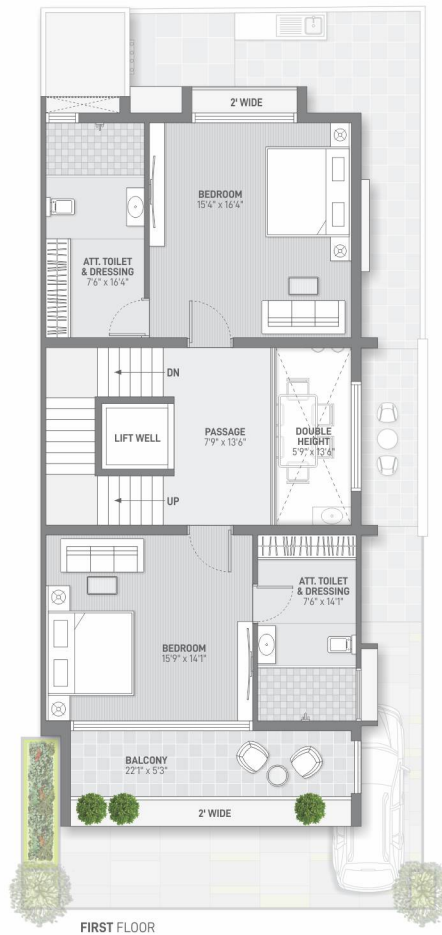 2' WIDE
BEDROOM
15'4" x 16'4"
ATT. TOILET
& DRESSING
7'6" x 16'4"
DN
LIFT WELL
PASSAGE
7'9" x 13'6"
DOUBLE
HEIGHT
5'9" x 13'6"
UP
ATT. TOILET
& DRESSING
7'6" x 14'1"
BEDROOM
15'9" x 14'1"
BALCONY
22'1" x 5'3"
2' WIDE
FIRST FLOOR